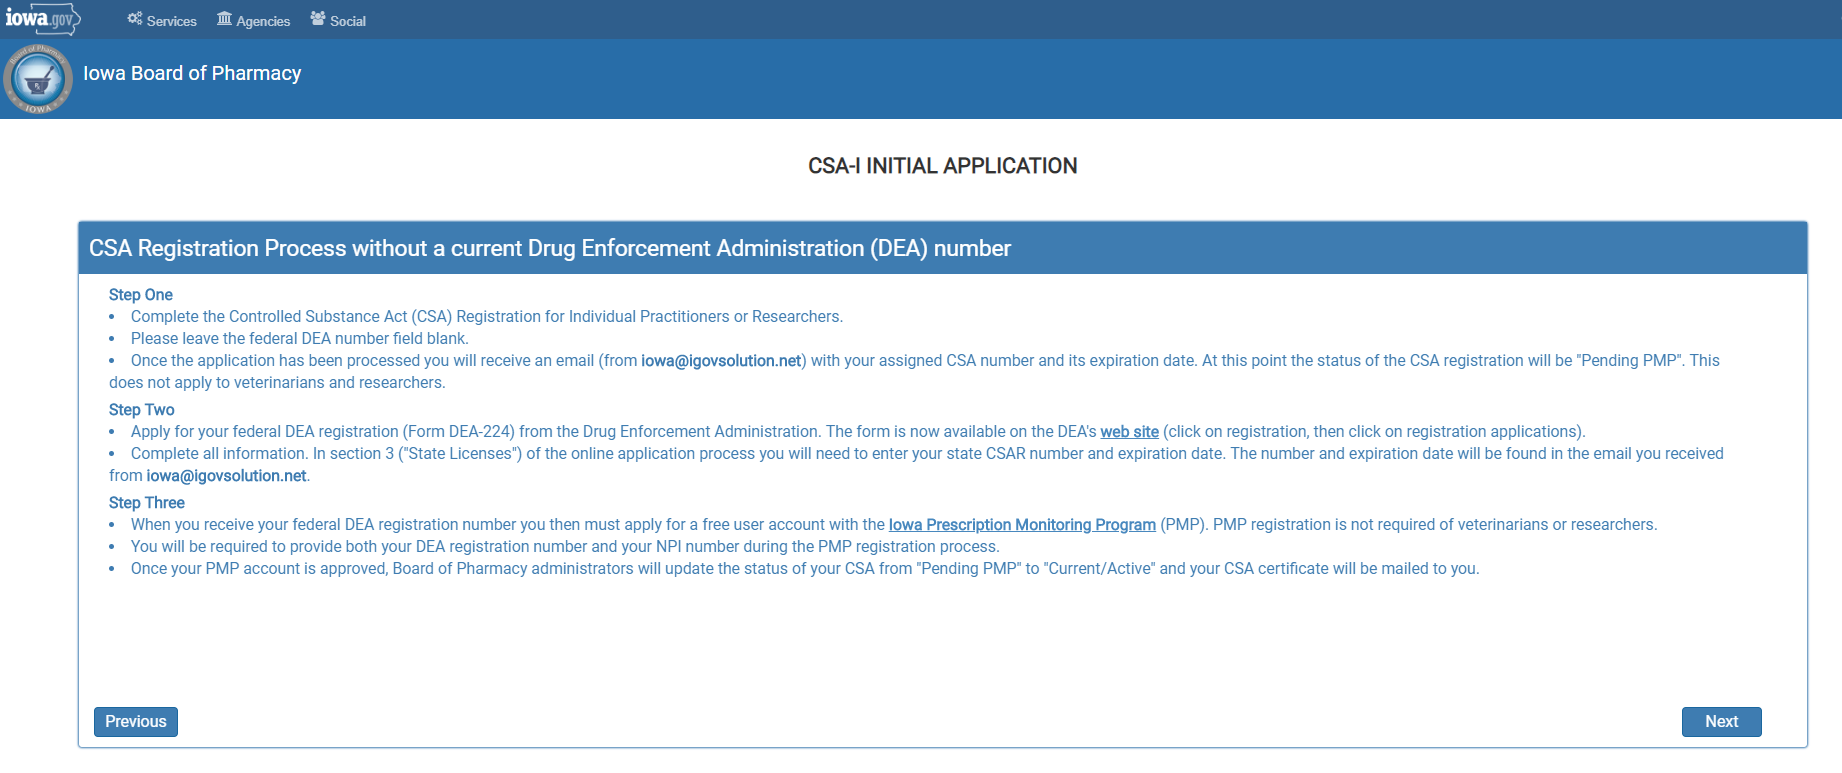 iowa.gov
Services
Agencies
Social
Board of Pharmacy
IOWA
Iowa Board of Pharmacy
CSA-I INITIAL APPLICATION
CSA Registration Process without a current Drug Enforcement Administration (DEA) number
Step One
• Complete the Controlled Substance Act (CSA) Registration for Individual Practitioners or Researchers.
• Please leave the federal DEA number field blank.
• Once the application has been processed you will receive an email (from iowa@igovsolution.net) with your assigned CSA number and its expiration date. At this point the status of the CSA registration will be "Pending PMP". This
does not apply to veterinarians and researchers.
Step Two
• Apply for your federal DEA registration (Form DEA-224) from the Drug Enforcement Administration. The form is now available on the DEA's web site (click on registration, then click on registration applications).
• Complete all information. In section 3 ("State Licenses") of the online application process you will need to enter your state CSAR number and expiration date. The number and expiration date will be found in the email you received
from iowa@igovsolution.net.
Step Three
• When you receive your federal DEA registration number you then must apply for a free user account with the Iowa Prescription Monitoring Program (PMP). PMP registration is not required of veterinarians or researchers.
• You will be required to provide both your DEA registration number and your NPI number during the PMP registration process.
• Once your PMP account is approved, Board of Pharmacy administrators will update the status of your CSA from "Pending PMP" to "Current/Active" and your CSA certificate will be mailed to you.
Previous
Next